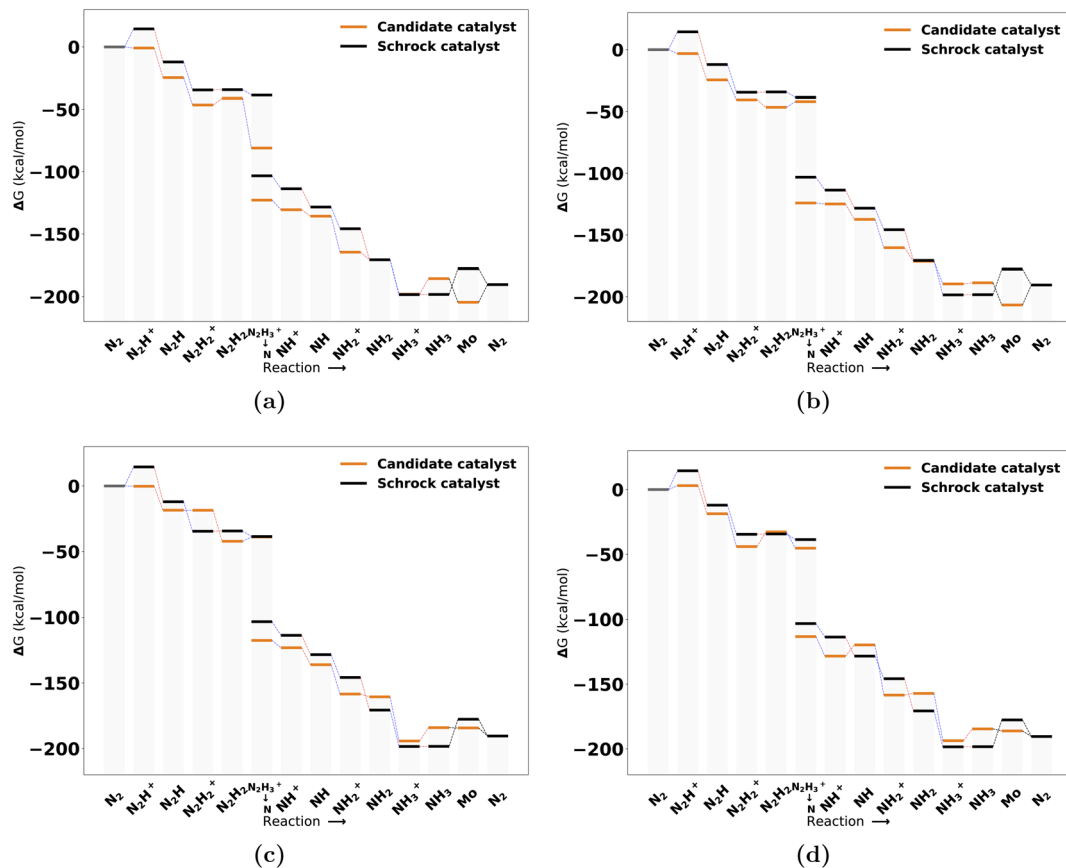 Candidate catalyst
Schrock catalyst
ΔG (kcal/mol)
0
−50
−100
−150
−200
N₂ N₂H⁺ N₂H N₂H₂⁺ N₂H₂ N₂H₃⁺ ↓ N NH⁺ NH NH₂⁺ NH₂ NH₃⁺ NH₃ Mo N₂
Reaction ⟶
(a)
Candidate catalyst
Schrock catalyst
ΔG (kcal/mol)
0
−50
−100
−150
−200
N₂ N₂H⁺ N₂H N₂H₂⁺ N₂H₂ N₂H₃⁺ ↓ N NH⁺ NH NH₂⁺ NH₂ NH₃⁺ NH₃ Mo N₂
Reaction ⟶
(b)
Candidate catalyst
Schrock catalyst
ΔG (kcal/mol)
0
−50
−100
−150
−200
N₂ N₂H⁺ N₂H N₂H₂⁺ N₂H₂ N₂H₃⁺ ↓ N NH⁺ NH NH₂⁺ NH₂ NH₃⁺ NH₃ Mo N₂
Reaction ⟶
(c)
Candidate catalyst
Schrock catalyst
ΔG (kcal/mol)
0
−50
−100
−150
−200
N₂ N₂H⁺ N₂H N₂H₂⁺ N₂H₂ N₂H₃⁺ ↓ N NH⁺ NH NH₂⁺ NH₂ NH₃⁺ NH₃ Mo N₂
Reaction ⟶
(d)